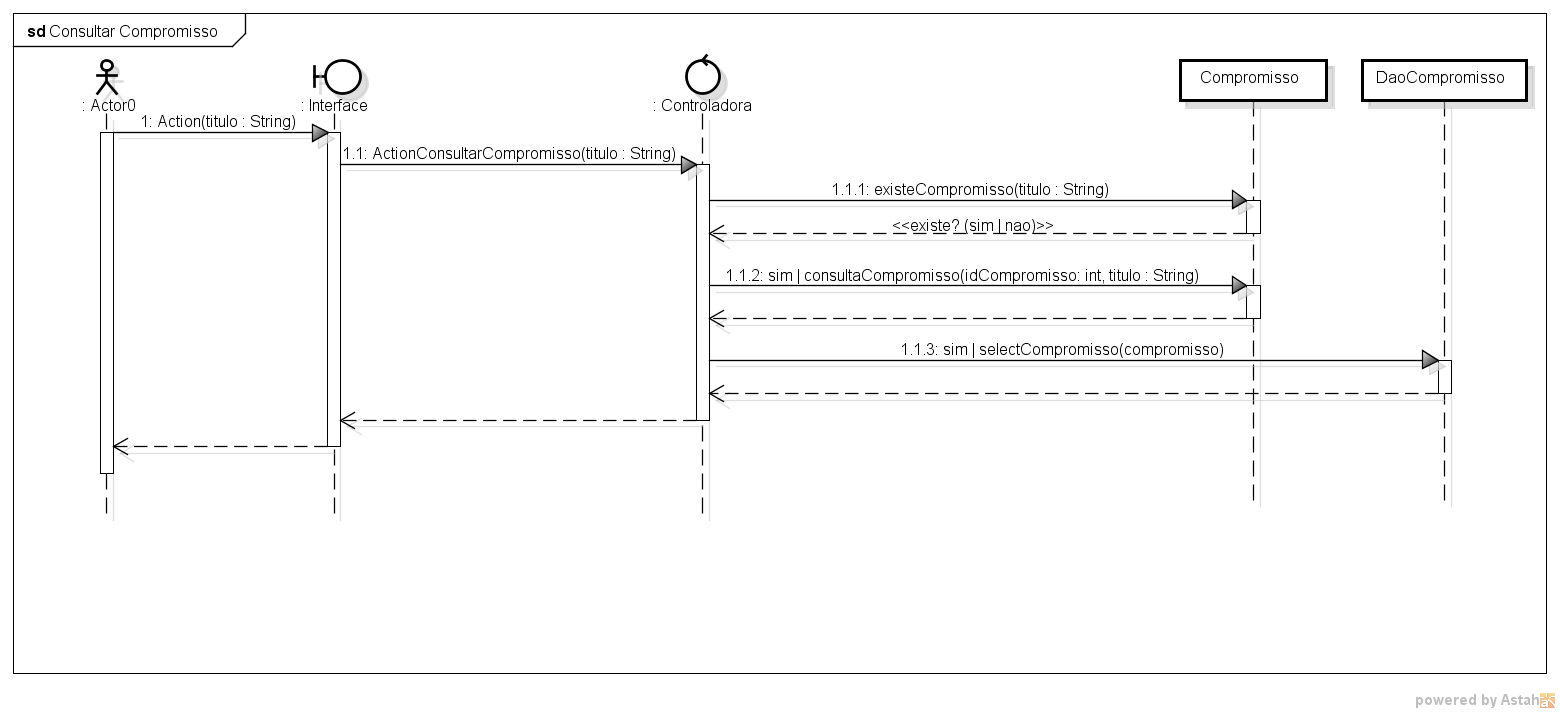 sd Consultar Compromisso
: Actor0
: Interface
: Controladora
Compromisso
DaoCompromisso
1: Action(titulo : String)
1.1: ActionConsultarCompromisso(titulo : String)
1.1.1: existeCompromisso(titulo : String)
<<existe? (sim | nao)>>
1.1.2: sim | consultaCompromisso(idCompromisso: int, titulo : String)
1.1.3: sim | selectCompromisso(compromisso)
powered by Astah